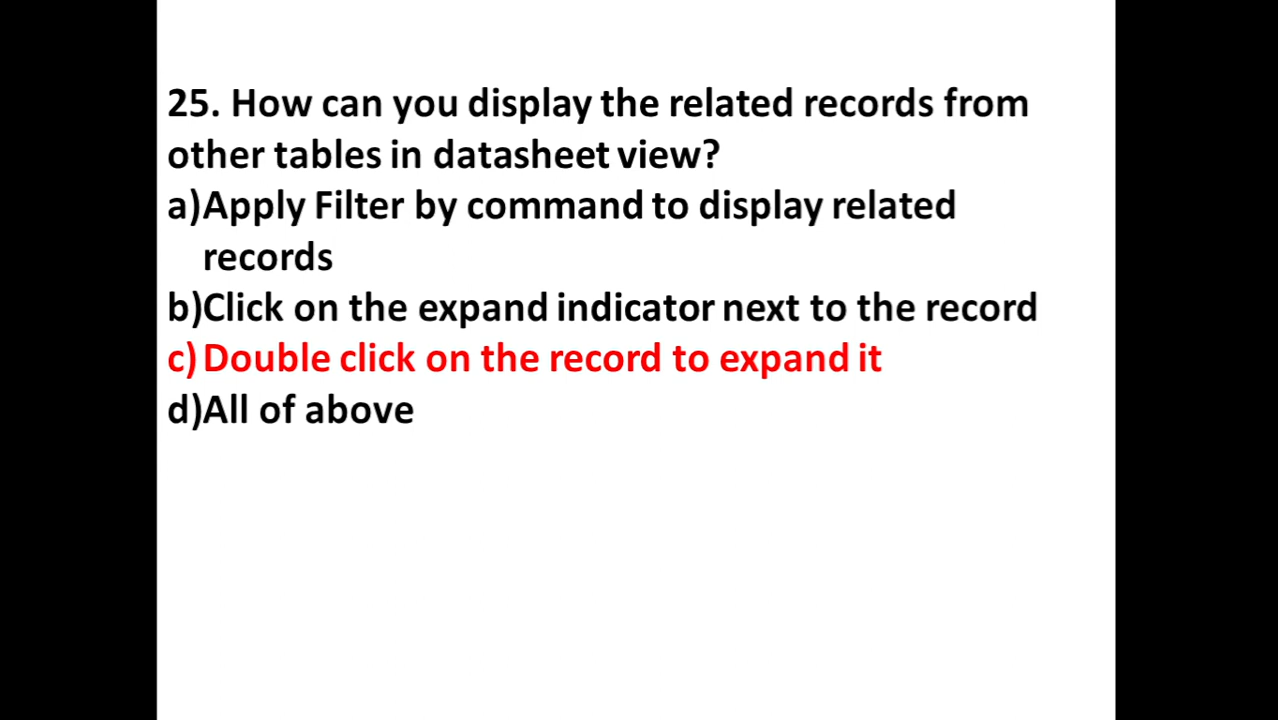 25. How can you display the related records from
other tables in datasheet view?
a)Apply Filter by command to display related
records
b)Click on the expand indicator next to the record
c) Double click on the record to expand it
d)All of above